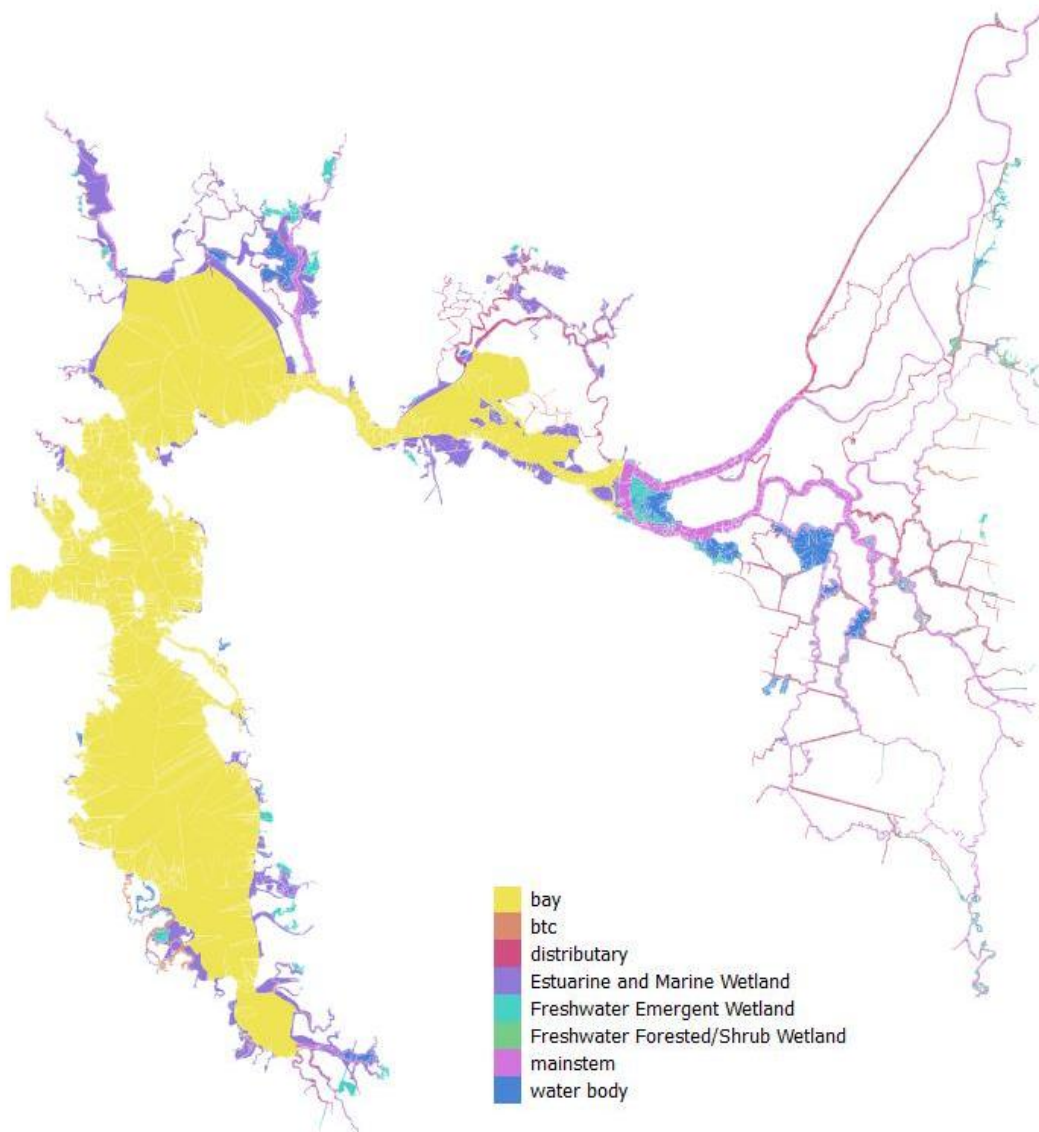 bay
btc
distributary
Estuarine and Marine Wetland
Freshwater Emergent Wetland
Freshwater Forested/Shrub Wetland
mainstem
water body